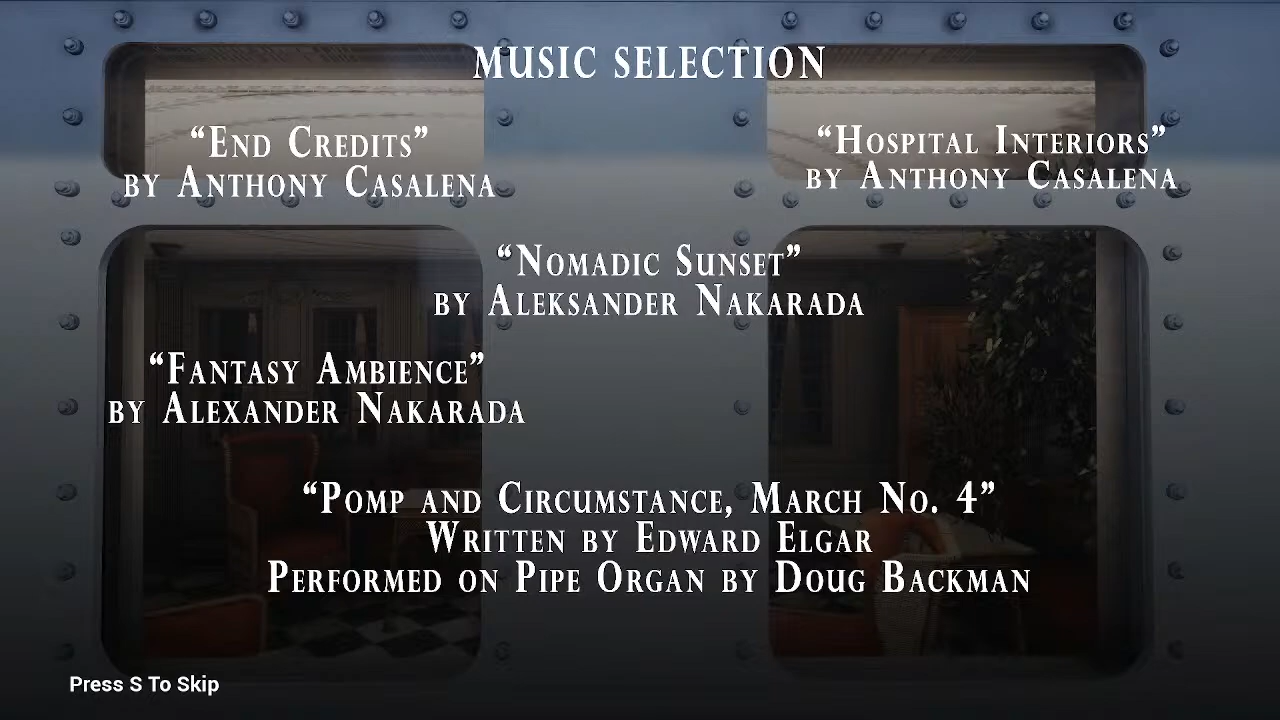 MUSIC SELECTION
“End Credits”
by Anthony Casalena
“Hospital Interiors”
by Anthony Casalena
“Nomadic Sunset”
by Aleksander Nakarada
“Fantasy Ambience”
by Alexander Nakarada
“Pomp and Circumstance, March No. 4”
Written by Edward Elgar
Performed on Pipe Organ by Doug Backman
Press S To Skip